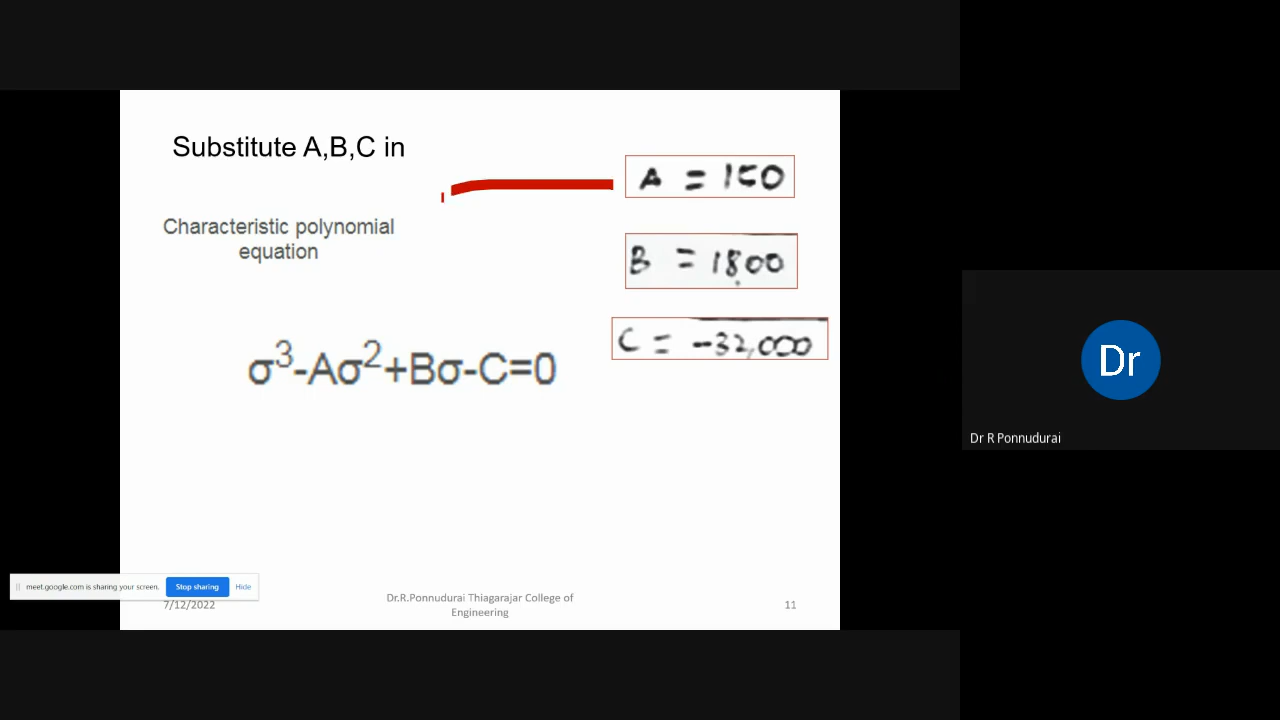 Substitute A,B,C in
A = 150
Characteristic polynomial
equation
B = 1800
C = -32,000
σ³-Aσ²+Bσ-C=0
Dr
Dr R Ponnudurai
meet.google.com is sharing your screen.
Stop sharing
Hide
7/12/2022
Dr.R.Ponnudurai Thiagarajar College of
Engineering
11